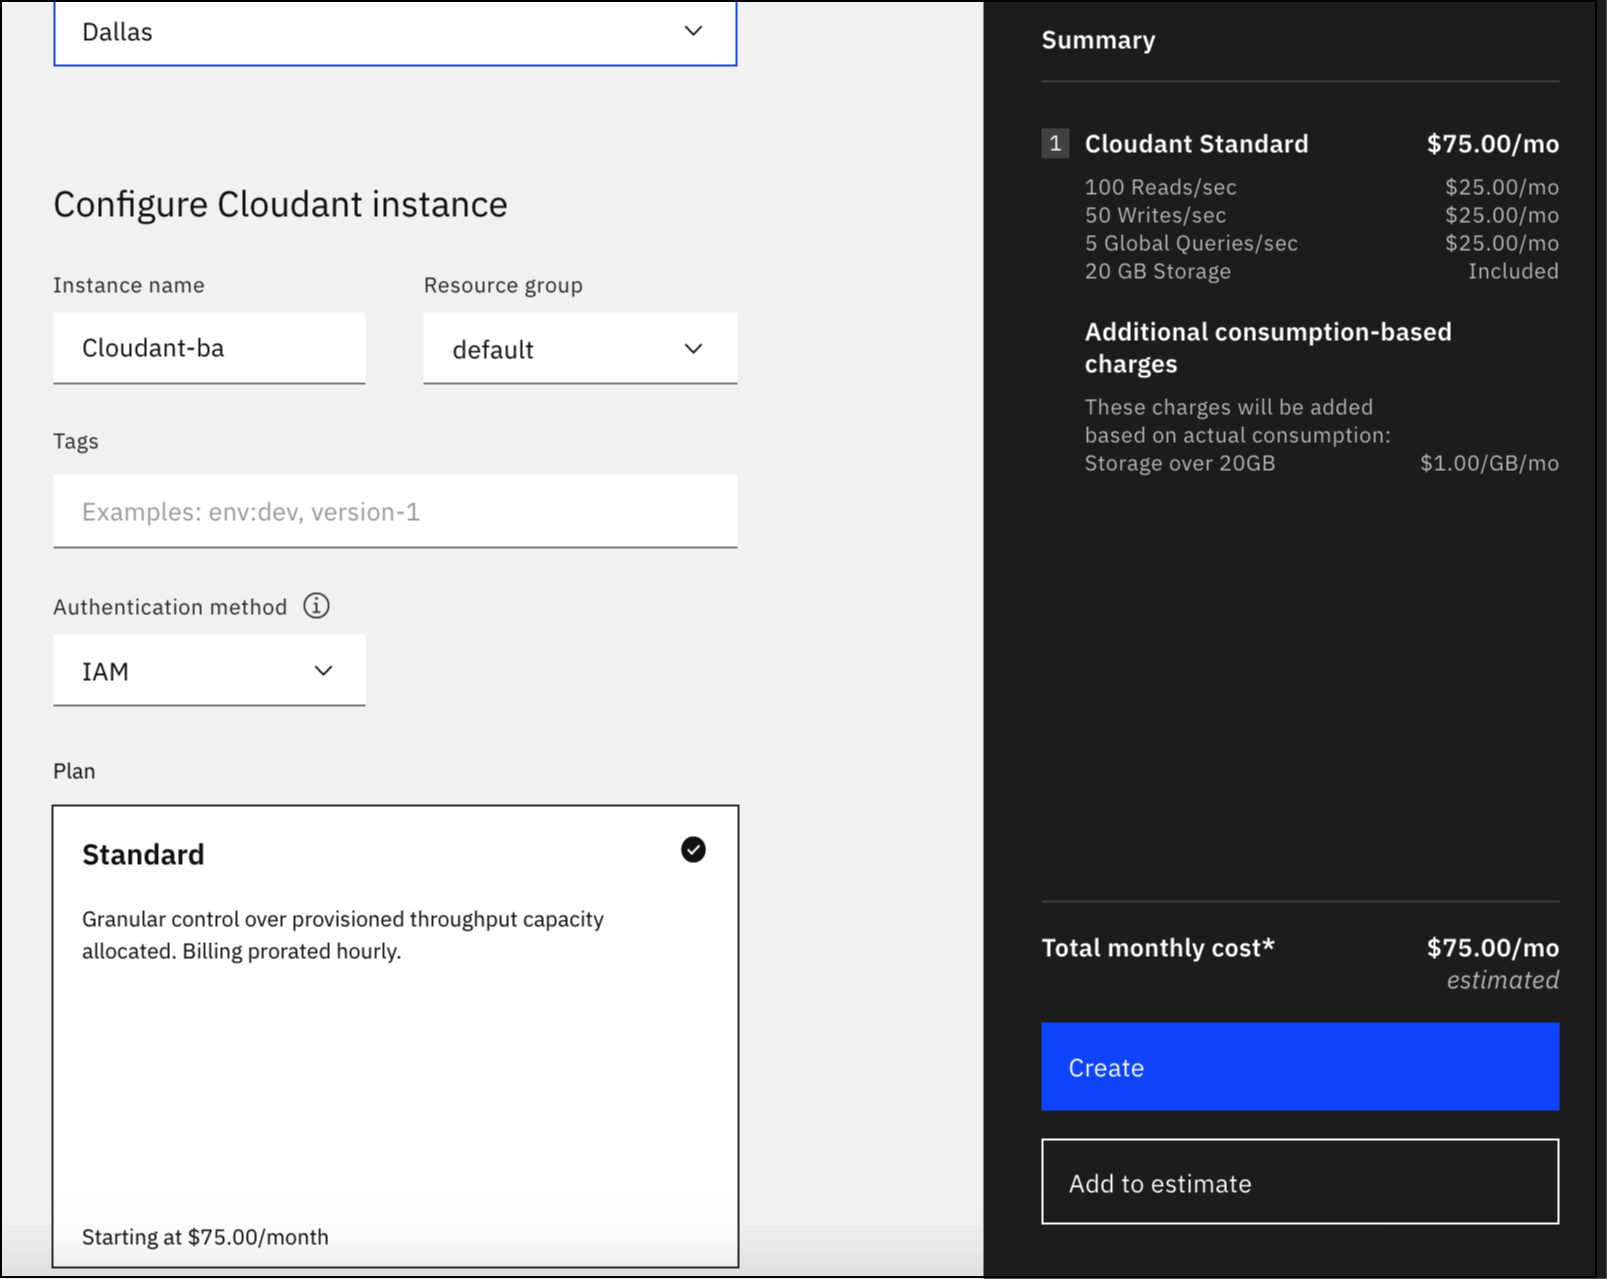 Dallas
Configure Cloudant instance
Instance name
Resource group
Cloudant-ba
default
Tags
Examples: env:dev, version-1
Authentication method
IAM
Plan
Standard
Granular control over provisioned throughput capacity
allocated. Billing prorated hourly.
Starting at $75.00/month
Summary
1 Cloudant Standard $75.00/mo
100 Reads/sec $25.00/mo
50 Writes/sec $25.00/mo
5 Global Queries/sec $25.00/mo
20 GB Storage Included
Additional consumption-based
charges
These charges will be added
based on actual consumption:
Storage over 20GB $1.00/GB/mo
Total monthly cost* $75.00/mo
estimated
Create
Add to estimate